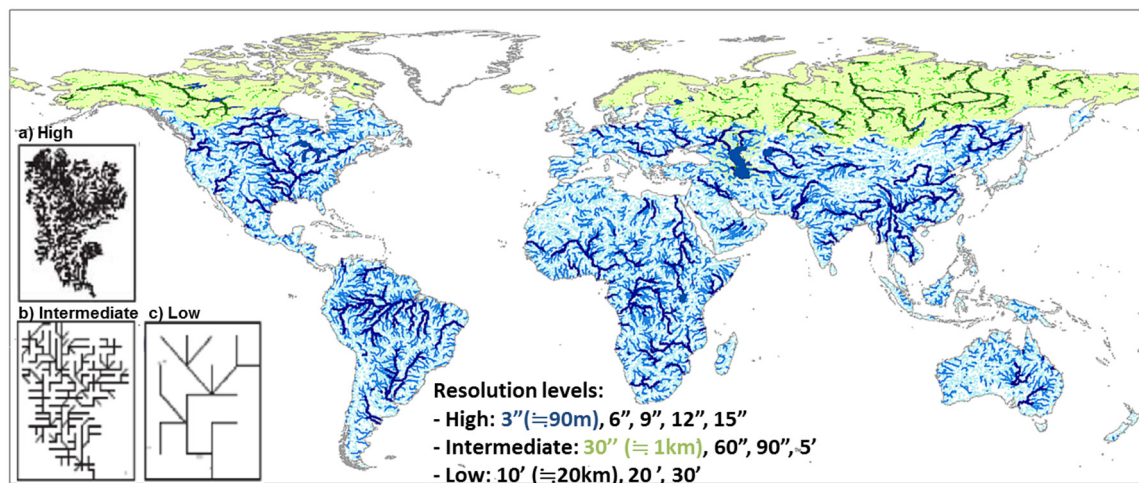 a) High
b) Intermediate
c) Low
Resolution levels:
- High: 3”(≒90m), 6”, 9”, 12”, 15”
- Intermediate: 30” (≒ 1km), 60”, 90”, 5’
- Low: 10’ (≒20km), 20 ’, 30’